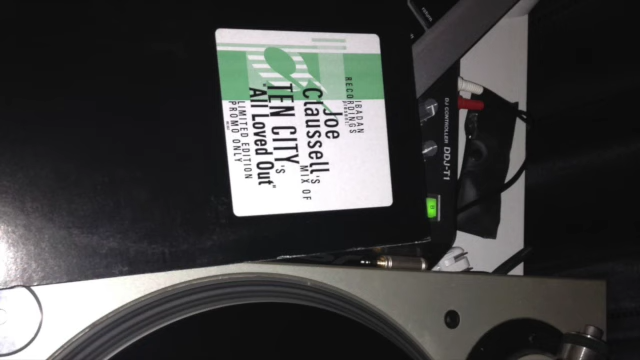 IBADAN
RECORDINGS
Joe
Claussell's
MIX OF
TEN CITY's
All Loved Out"
LIMITED EDITION
PROMO ONLY
DJ CONTROLLER DDJ-T1